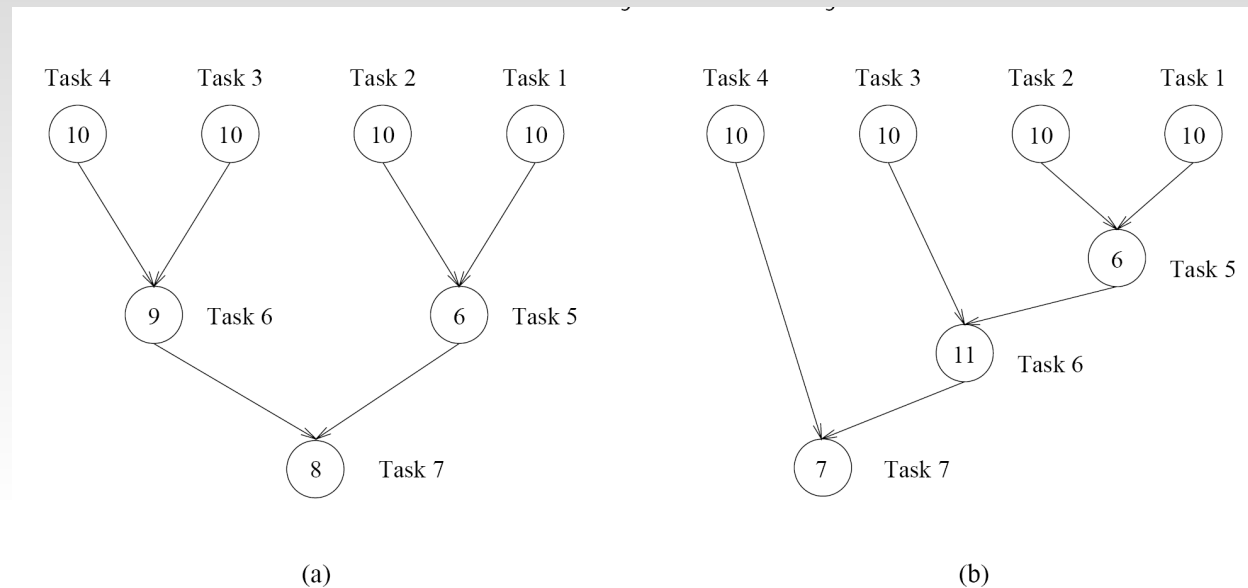 Task 4 Task 3 Task 2 Task 1
10 10 10 10
9 Task 6 6 Task 5
8 Task 7
(a)
Task 4 Task 3 Task 2 Task 1
10 10 10 10
6 Task 5
11 Task 6
7 Task 7
(b)